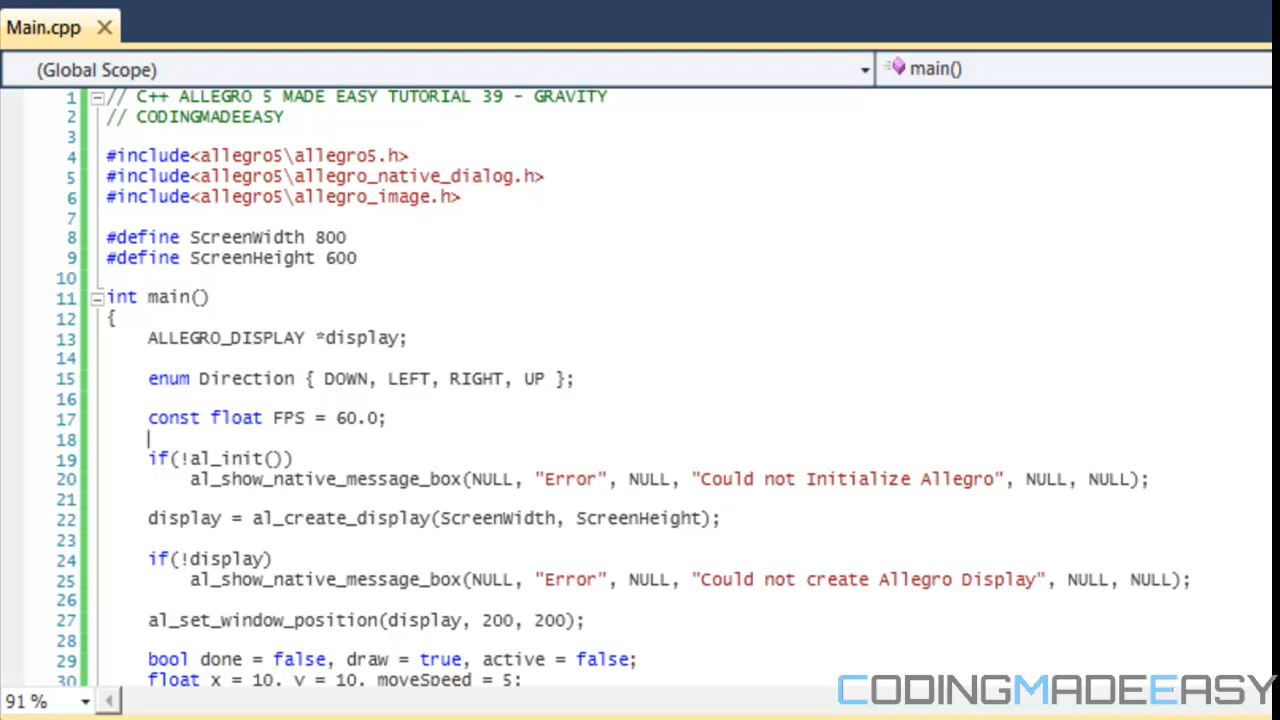 Main.cpp
(Global Scope)
main()
1 // C++ ALLEGRO 5 MADE EASY TUTORIAL 39 - GRAVITY
2 // CODINGMADEEASY
3
4 #include<allegro5\allegro5.h>
5 #include<allegro5\allegro_native_dialog.h>
6 #include<allegro5\allegro_image.h>
7
8 #define ScreenWidth 800
9 #define ScreenHeight 600
10
11 int main()
12 {
13 ALLEGRO_DISPLAY *display;
14
15 enum Direction { DOWN, LEFT, RIGHT, UP };
16
17 const float FPS = 60.0;
18
19 if(!al_init())
20 al_show_native_message_box(NULL, "Error", NULL, "Could not Initialize Allegro", NULL, NULL);
21
22 display = al_create_display(ScreenWidth, ScreenHeight);
23
24 if(!display)
25 al_show_native_message_box(NULL, "Error", NULL, "Could not create Allegro Display", NULL, NULL);
26
27 al_set_window_position(display, 200, 200);
28
29 bool done = false, draw = true, active = false;
30 float x = 10, y = 10, moveSpeed = 5;
91 %
CODINGMADEEASY